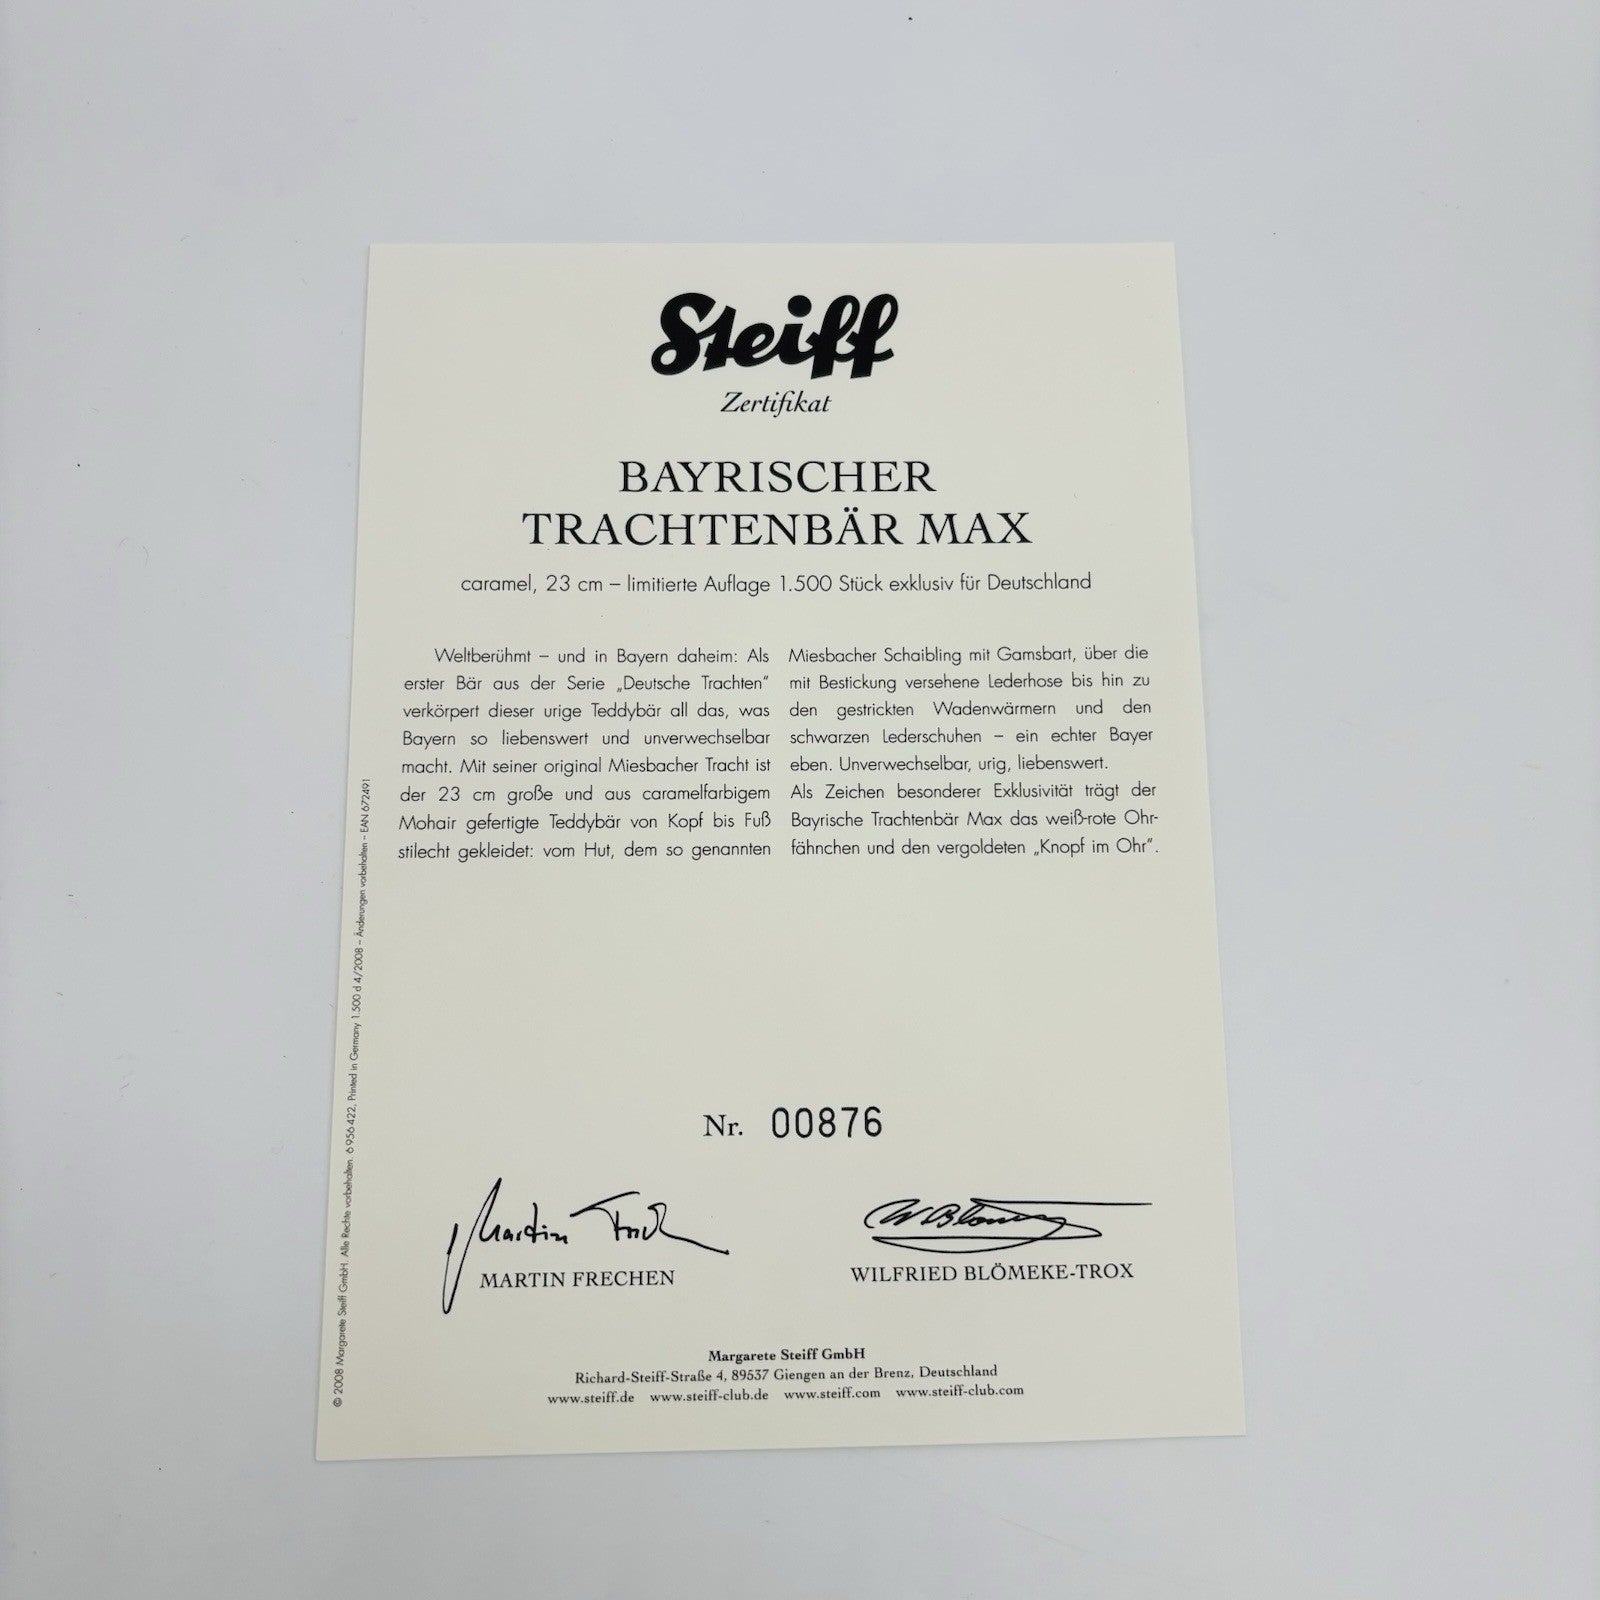 Steiff
Zertifikat
BAYRISCHER
TRACHTENBÄR MAX
caramel, 23 cm – limitierte Auflage 1.500 Stück exklusiv für Deutschland
Weltberühmt – und in Bayern daheim: Als
erster Bär aus der Serie „Deutsche Trachten“
verkörpert dieser urige Teddybär all das, was
Bayern so liebenswert und unverwechselbar
macht. Mit seiner original Miesbacher Tracht ist
der 23 cm große und aus caramelfarbigem
Mohair gefertigte Teddybär von Kopf bis Fuß
stilecht gekleidet: vom Hut, dem so genannten
Miesbacher Schaibling mit Gamsbart, über die
mit Bestickung versehene Lederhose bis hin zu
den gestrickten Wadenwärmern und den
schwarzen Lederschuhen – ein echter Bayer
eben. Unverwechselbar, urig, liebenswert.
Als Zeichen besonderer Exklusivität trägt der
Bayrische Trachtenbär Max das weiß-rote Ohr-
fähnchen und den vergoldeten „Knopf im Ohr“.
© 2008 Margarete Steiff GmbH. Alle Rechte vorbehalten. 6 956 422. Printed in Germany 1.500 d 4/2008 – Änderungen vorbehalten – EAN 672491
Nr. 00876
Martin Frechen
W Blömeke
MARTIN FRECHEN
WILFRIED BLÖMEKE-TROX
Margarete Steiff GmbH
Richard-Steiff-Straße 4, 89537 Giengen an der Brenz, Deutschland
www.steiff.de www.steiff-club.de www.steiff.com www.steiff-club.com